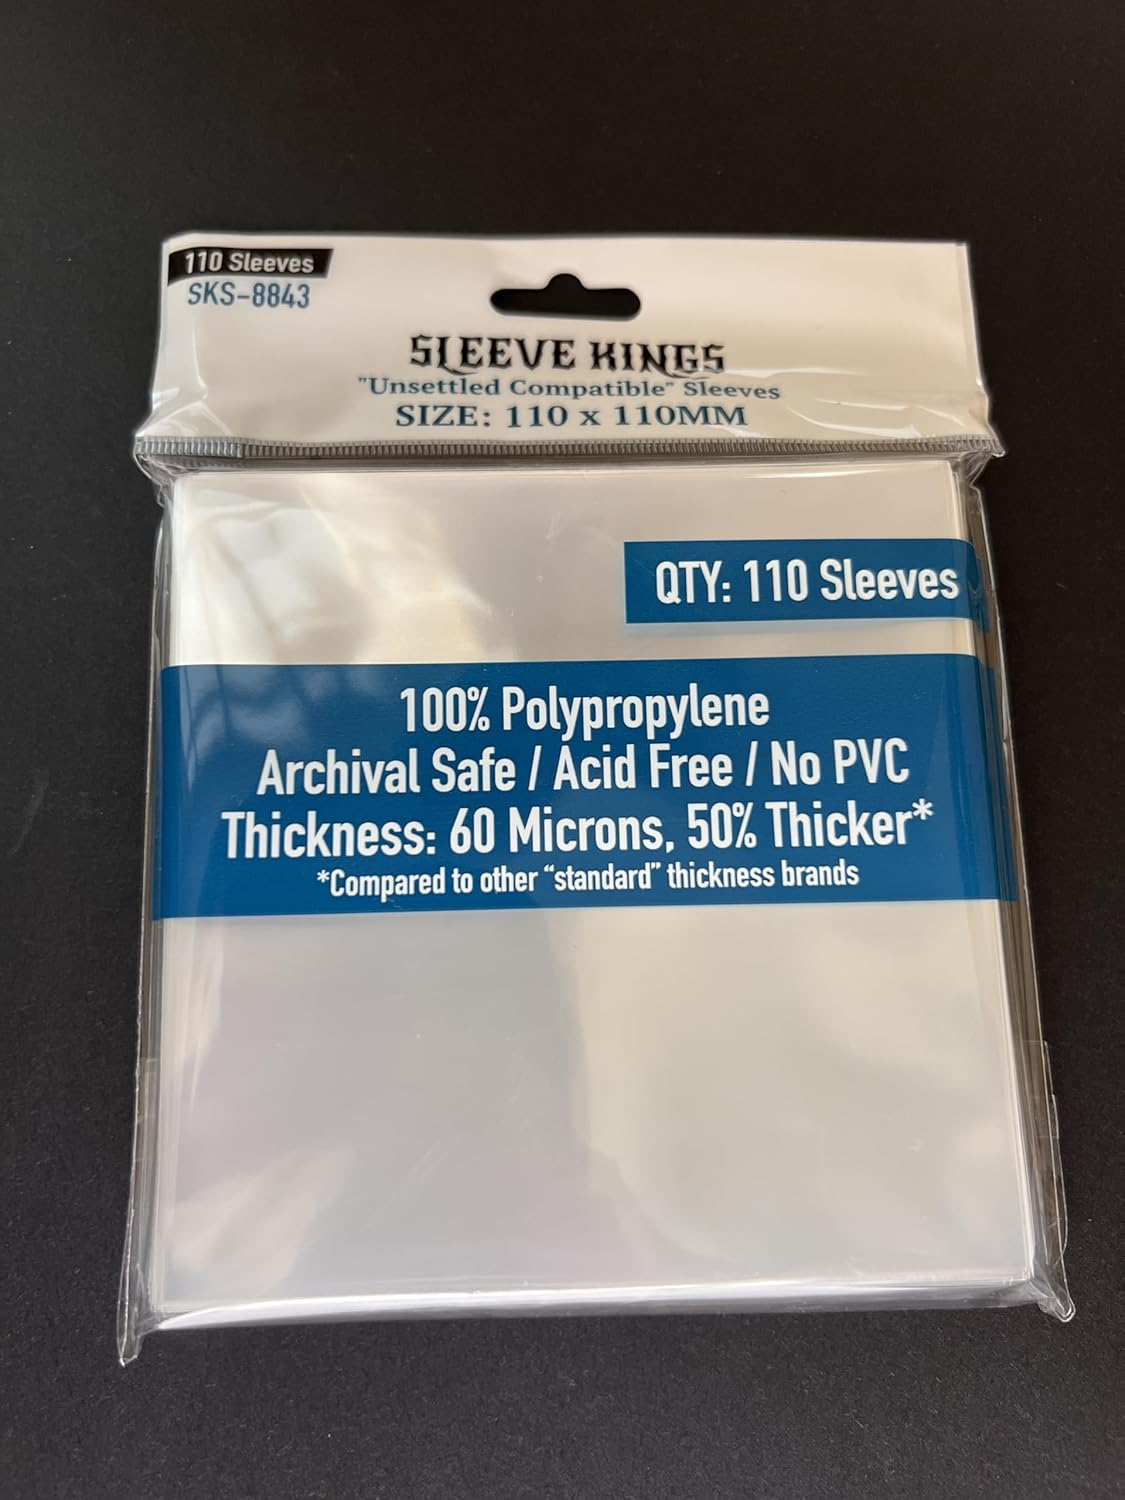 110 Sleeves
SKS-8843
SLEEVE KINGS
"Unsettled Compatible" Sleeves
SIZE: 110 x 110MM
QTY: 110 Sleeves
100% Polypropylene
Archival Safe / Acid Free / No PVC
Thickness: 60 Microns, 50% Thicker*
*Compared to other “standard” thickness brands